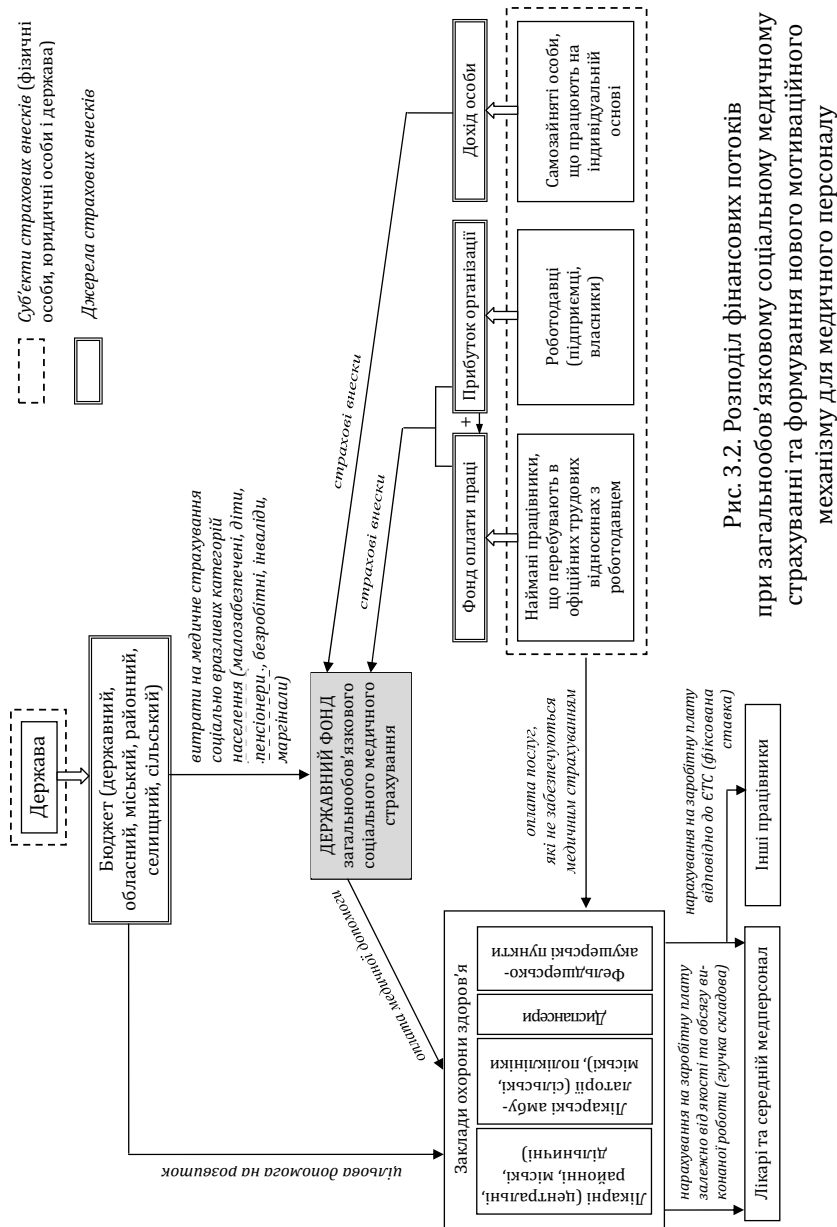 Суб'єкти страхових внесків (фізичні
особи, юридичні особи і держава)
Джерела страхових внесків
Держава
Бюджет (державний,
обласний, міський, районний,
селищний, сільський)
витрати на медичне страхування
соціально вразливих категорій
населення (малозабезпечені, діти,
пенсіонери, безробітні, інваліди,
маргінали)
ДЕРЖАВНИЙ ФОНД
загальнообов'язкового
соціального медичного
страхування
страхові внески
страхові внески
Фонд оплати праці
+
Прибуток організації
Дохід особи
Наймані працівники,
що перебувають в
офіційних трудових
відносинах з
роботодавцем
Роботодавці
(підприємці,
власники)
Самозайняті особи,
що працюють на
індивідуальній
основі
цільова допомога на розвиток
оплата медичної допомоги
оплата послуг,
які не забезпечуються
медичним страхуванням
Заклади охорони здоров'я
Лікарні (центральні,
районні, міські,
дільничні)
Лікарські амбу-
латорії (сільські,
міські), поліклініки
Диспансери
Фельдшерсько-
акушерські пункти
нарахування на заробітну плату
залежно від якості та обсягу ви-
конаної роботи (гнучка складова)
нарахування на заробітну плату
відповідно до ЄТС (фіксована
ставка)
Лікарі та середній медперсонал
Інші працівники
Рис. 3.2. Розподіл фінансових потоків
при загальнообов'язковому соціальному медичному
страхуванні та формування нового мотиваційного
механізму для медичного персоналу